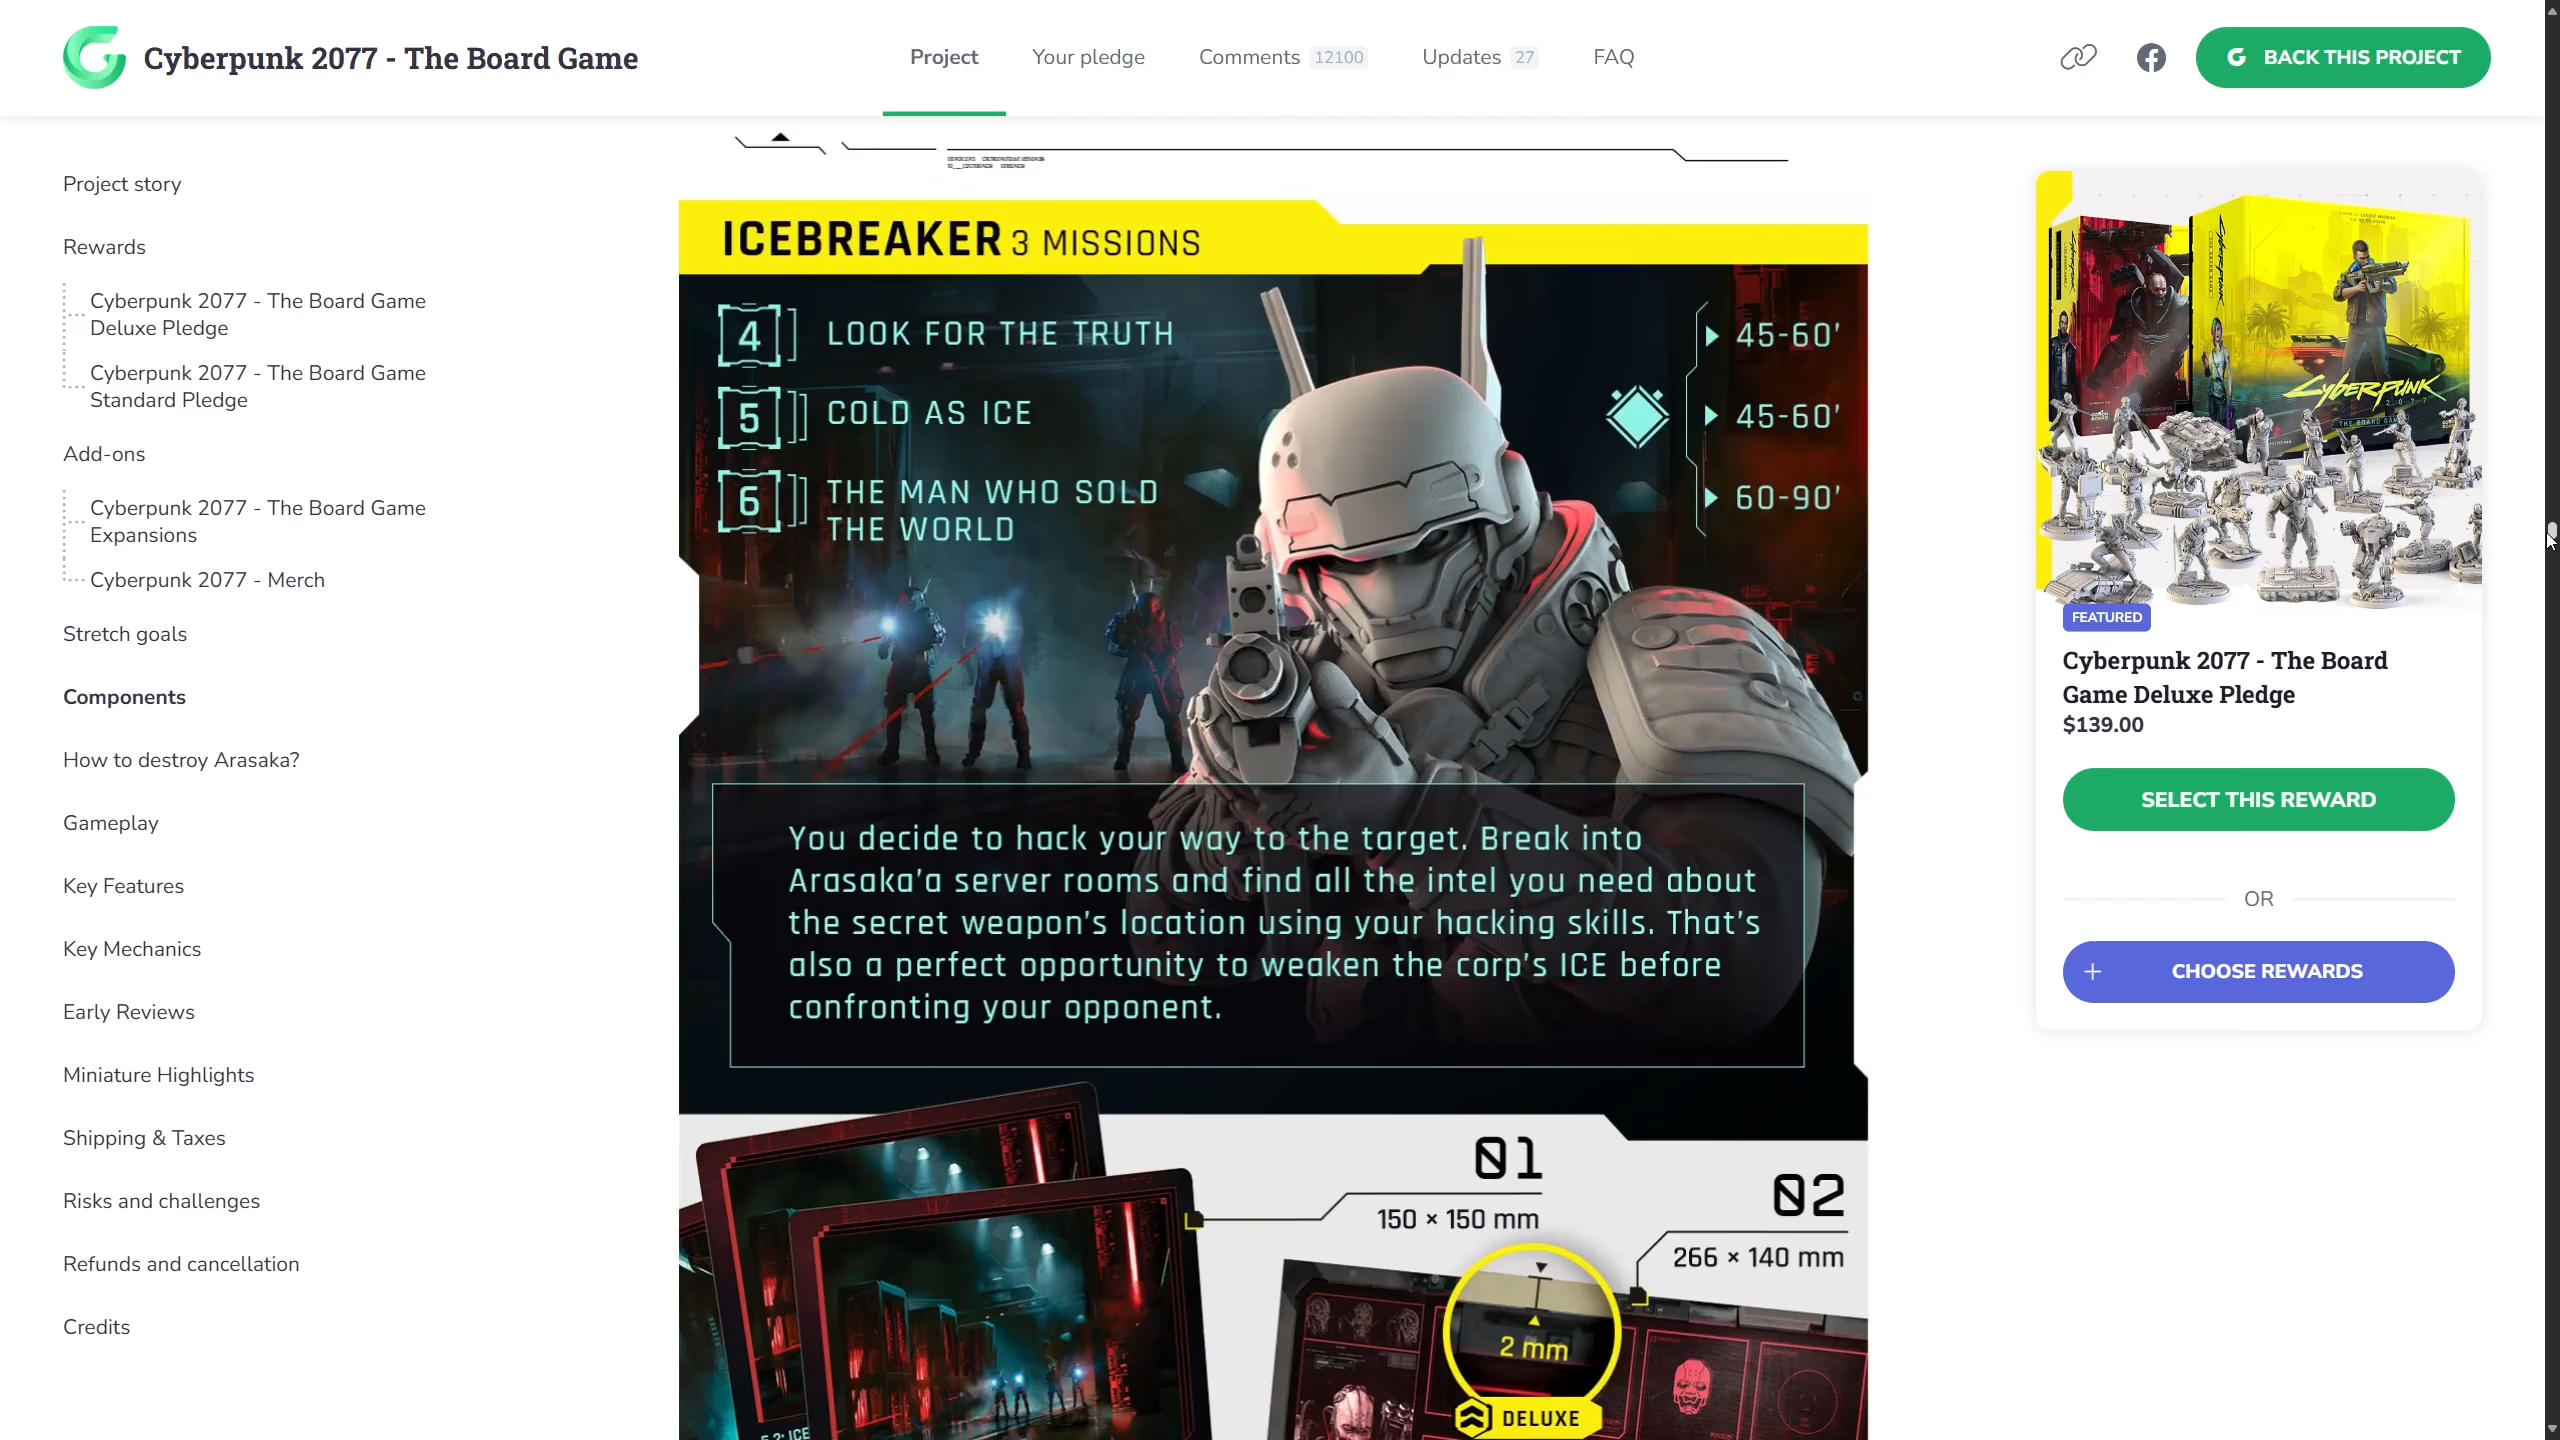 Cyberpunk 2077 - The Board Game
Project
Your pledge
Comments 12100
Updates 27
FAQ
BACK THIS PROJECT
Project story
Rewards
Cyberpunk 2077 - The Board Game
Deluxe Pledge
Cyberpunk 2077 - The Board Game
Standard Pledge
Add-ons
Cyberpunk 2077 - The Board Game
Expansions
Cyberpunk 2077 - Merch
Stretch goals
Components
How to destroy Arasaka?
Gameplay
Key Features
Key Mechanics
Early Reviews
Miniature Highlights
Shipping & Taxes
Risks and challenges
Refunds and cancellation
Credits
ICEBREAKER 3 MISSIONS
4 LOOK FOR THE TRUTH 45-60'
5 COLD AS ICE 45-60'
6 THE MAN WHO SOLD 60-90'
THE WORLD
You decide to hack your way to the target. Break into
Arasaka'a server rooms and find all the intel you need about
the secret weapon's location using your hacking skills. That's
also a perfect opportunity to weaken the corp's ICE before
confronting your opponent.
01
150 × 150 mm
02
266 × 140 mm
2 mm
DELUXE
CYBERPUNK
2077
THE BOARD GAME
FEATURED
Cyberpunk 2077 - The Board
Game Deluxe Pledge
$139.00
SELECT THIS REWARD
OR
+ CHOOSE REWARDS